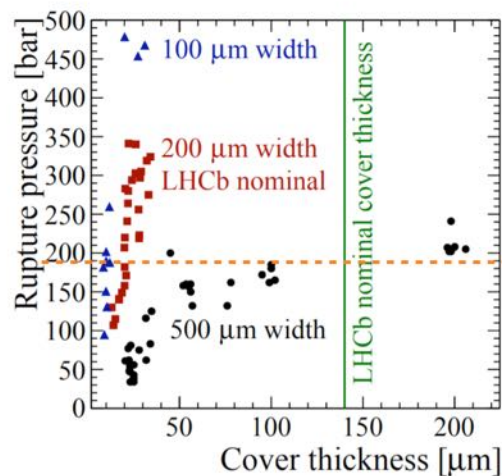 Rupture pressure [bar]
500
450
400
350
300
250
200
150
100
50
0
100 μm width
200 μm width
LHCb nominal
500 μm width
LHCb nominal cover thickness
50
100
150
200
Cover thickness [μm]